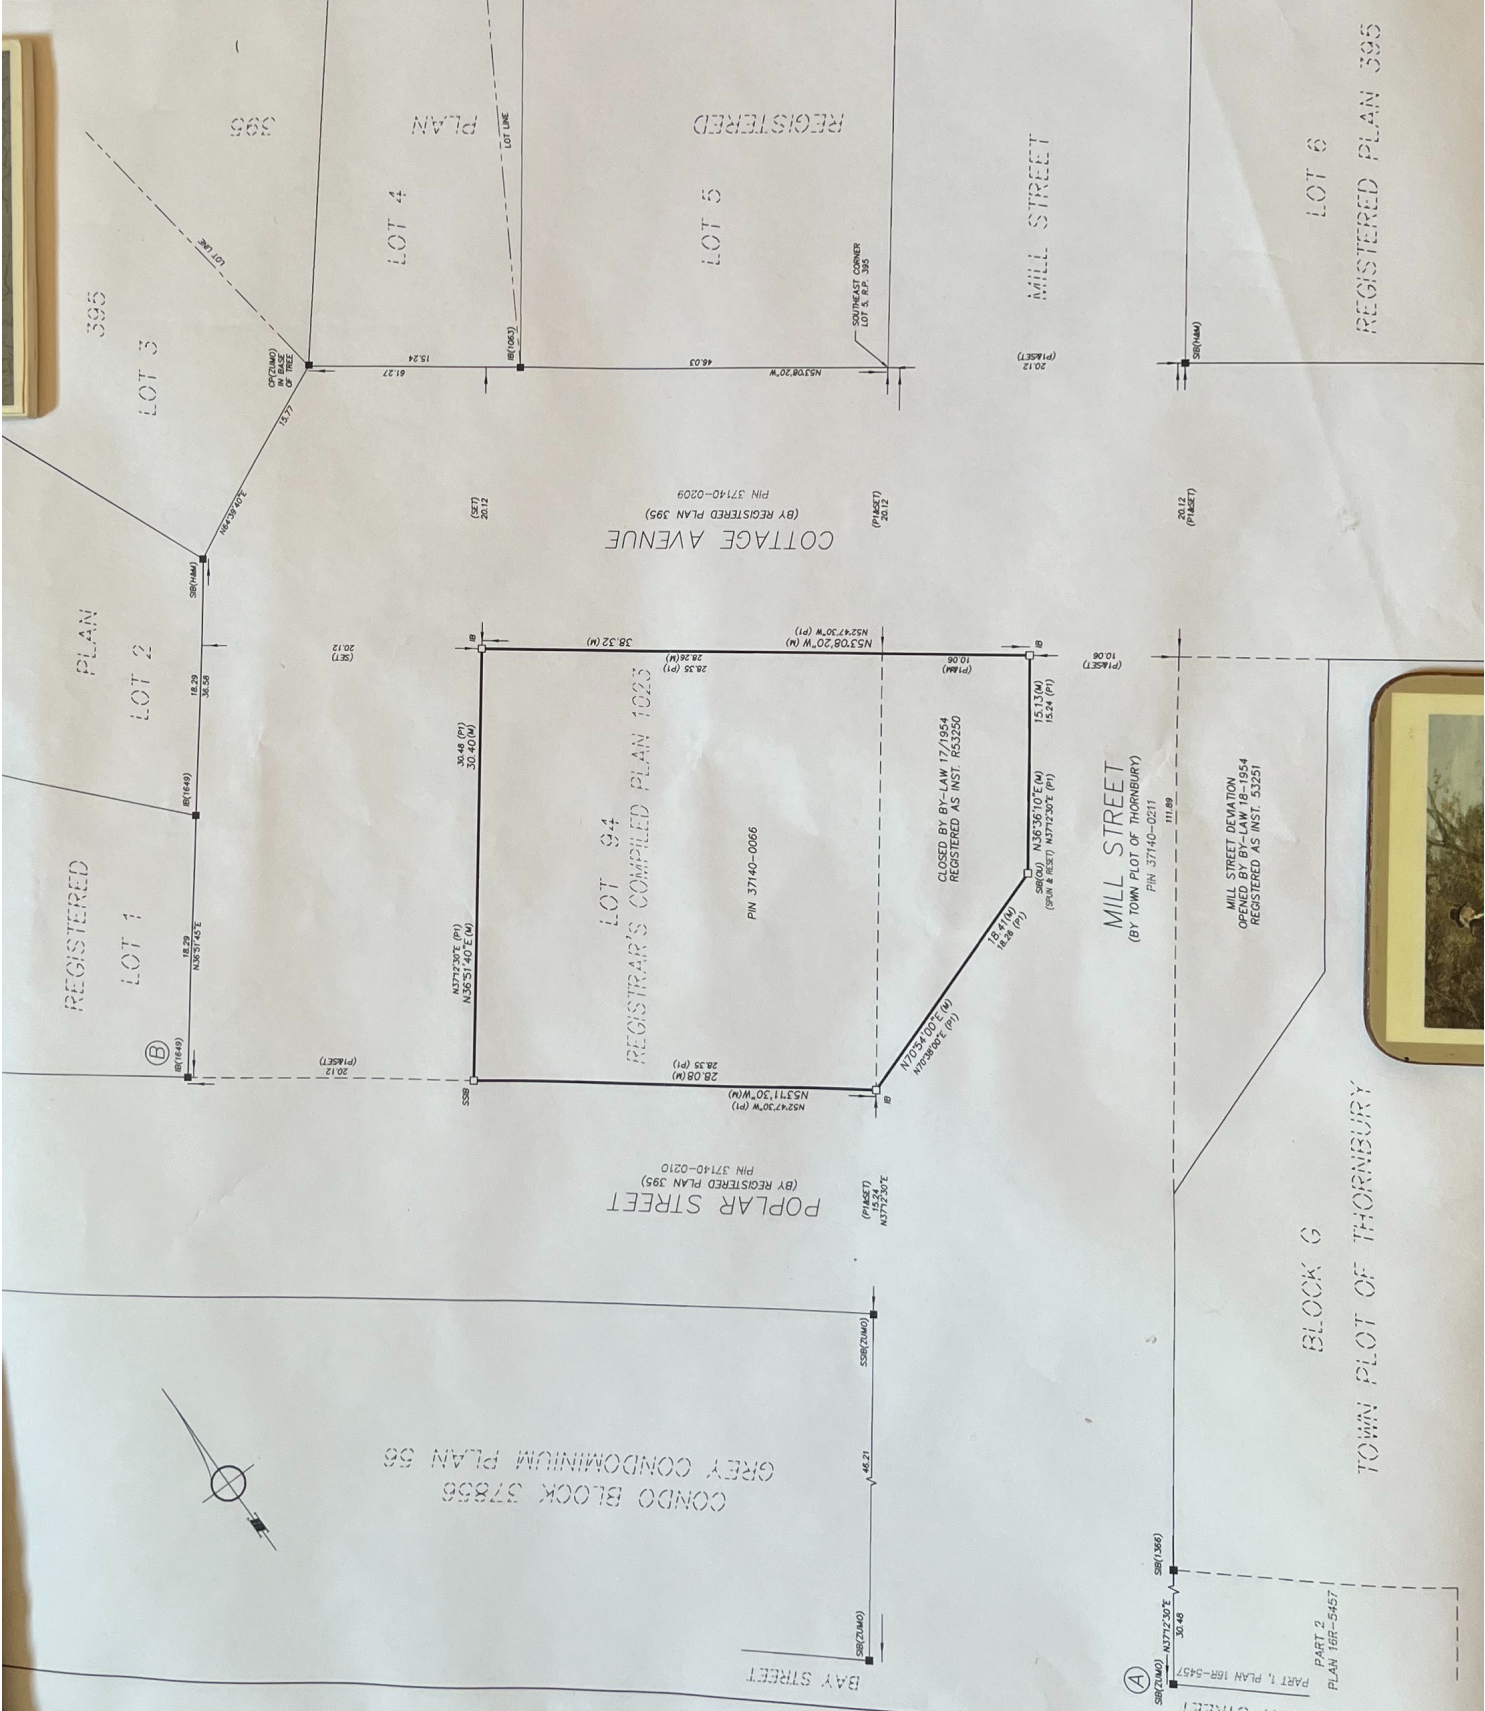 395
PLAN
REGISTERED
LOT LINE
LOT LINE
LOT 4
LOT 5
MILL STREET
LOT 6
REGISTERED PLAN 395
395
LOT 3
SOUTHEAST CORNER
LOT 5, R.P. 395
CP(ZUMO)
IN BASE
OF TREE
15.24
61.27
IB(1063)
46.03
N53°08'20"W
20.12
(P1&SET)
SIB(H&M)
15.77
N64°39'40"E
(SET)
20.12
COTTAGE AVENUE
(BY REGISTERED PLAN 395)
PIN 37140-0209
(P1&SET)
20.12
20.12
(P1&SET)
SIB(H&M)
PLAN
LOT 2
18.29
36.58
20.12
(SET)
IB
38.32(M)
28.26(M)
28.35 (P1)
N52°47'30"W (P1)
N53°08'20"W (M)
10.06
(P1&M)
IB
10.06
(P1&SET)
IB(1649)
30.48 (P1)
30.40(M)
LOT 94
REGISTRAR'S COMPILED PLAN 1023
PIN 37140-0066
CLOSED BY BY-LAW 17/1954
REGISTERED AS INST. R53250
15.13(M)
15.24 (P1)
N36°36'10"E(M)
N37°12'30"E (P1)
SIB(OU)
(SPUN & RESET)
MILL STREET
(BY TOWN PLOT OF THORNBURY)
PIN 37140-0211
111.89
MILL STREET DEVIATION
OPENED BY BY-LAW 18-1954
REGISTERED AS INST. 53251
REGISTERED
LOT 1
18.29
N36°51'45"E
B
IB(1649)
20.12
(P1&SET)
N37°12'30"E (P1)
N36°51'40"E(M)
SSIB
28.35 (P1)
28.08(M)
N53°11'30"W(M)
N52°47'30"W (P1)
18.41(M)
18.26 (P1)
N70°54'00"E(M)
N70°38'00"E (P1)
IB
POPLAR STREET
(BY REGISTERED PLAN 395)
PIN 37140-0210
(P1&SET)
15.24
N37°12'30"E
SSIB(ZUMO)
46.21
CONDO BLOCK 37856
GREY CONDOMINIUM PLAN 56
BLOCK G
TOWN PLOT OF THORNBURY
BAY STREET
SIB(ZUMO)
SIB(1366)
N37°12'30"E
30.48
A
SIB(ZUMO)
PART 1, PLAN 16R-5457
PART 2
PLAN 16R-5457